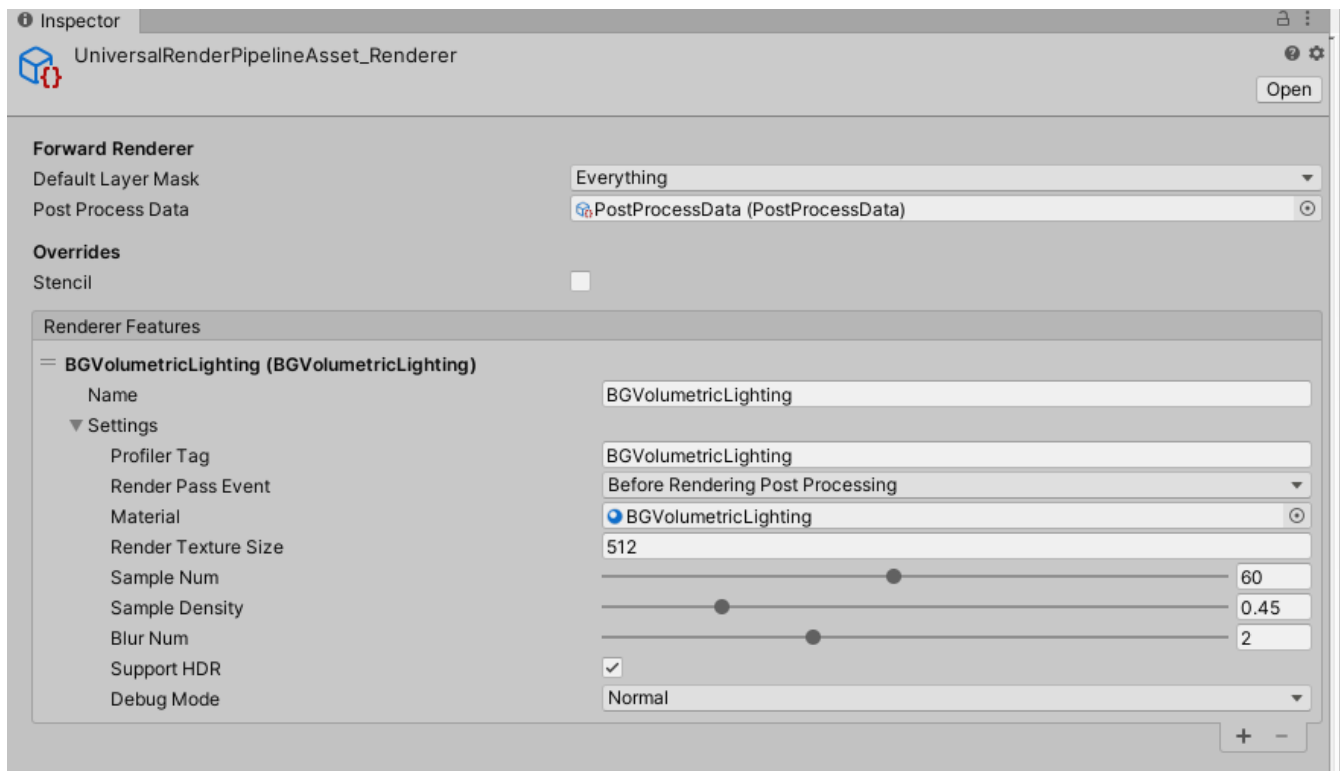 Inspector
UniversalRenderPipelineAsset_Renderer
Open
Forward Renderer
Default Layer Mask Everything
Post Process Data PostProcessData (PostProcessData)
Overrides
Stencil
Renderer Features
BGVolumetricLighting (BGVolumetricLighting)
Name BGVolumetricLighting
Settings
Profiler Tag BGVolumetricLighting
Render Pass Event Before Rendering Post Processing
Material BGVolumetricLighting
Render Texture Size 512
Sample Num 60
Sample Density 0.45
Blur Num 2
Support HDR
Debug Mode Normal